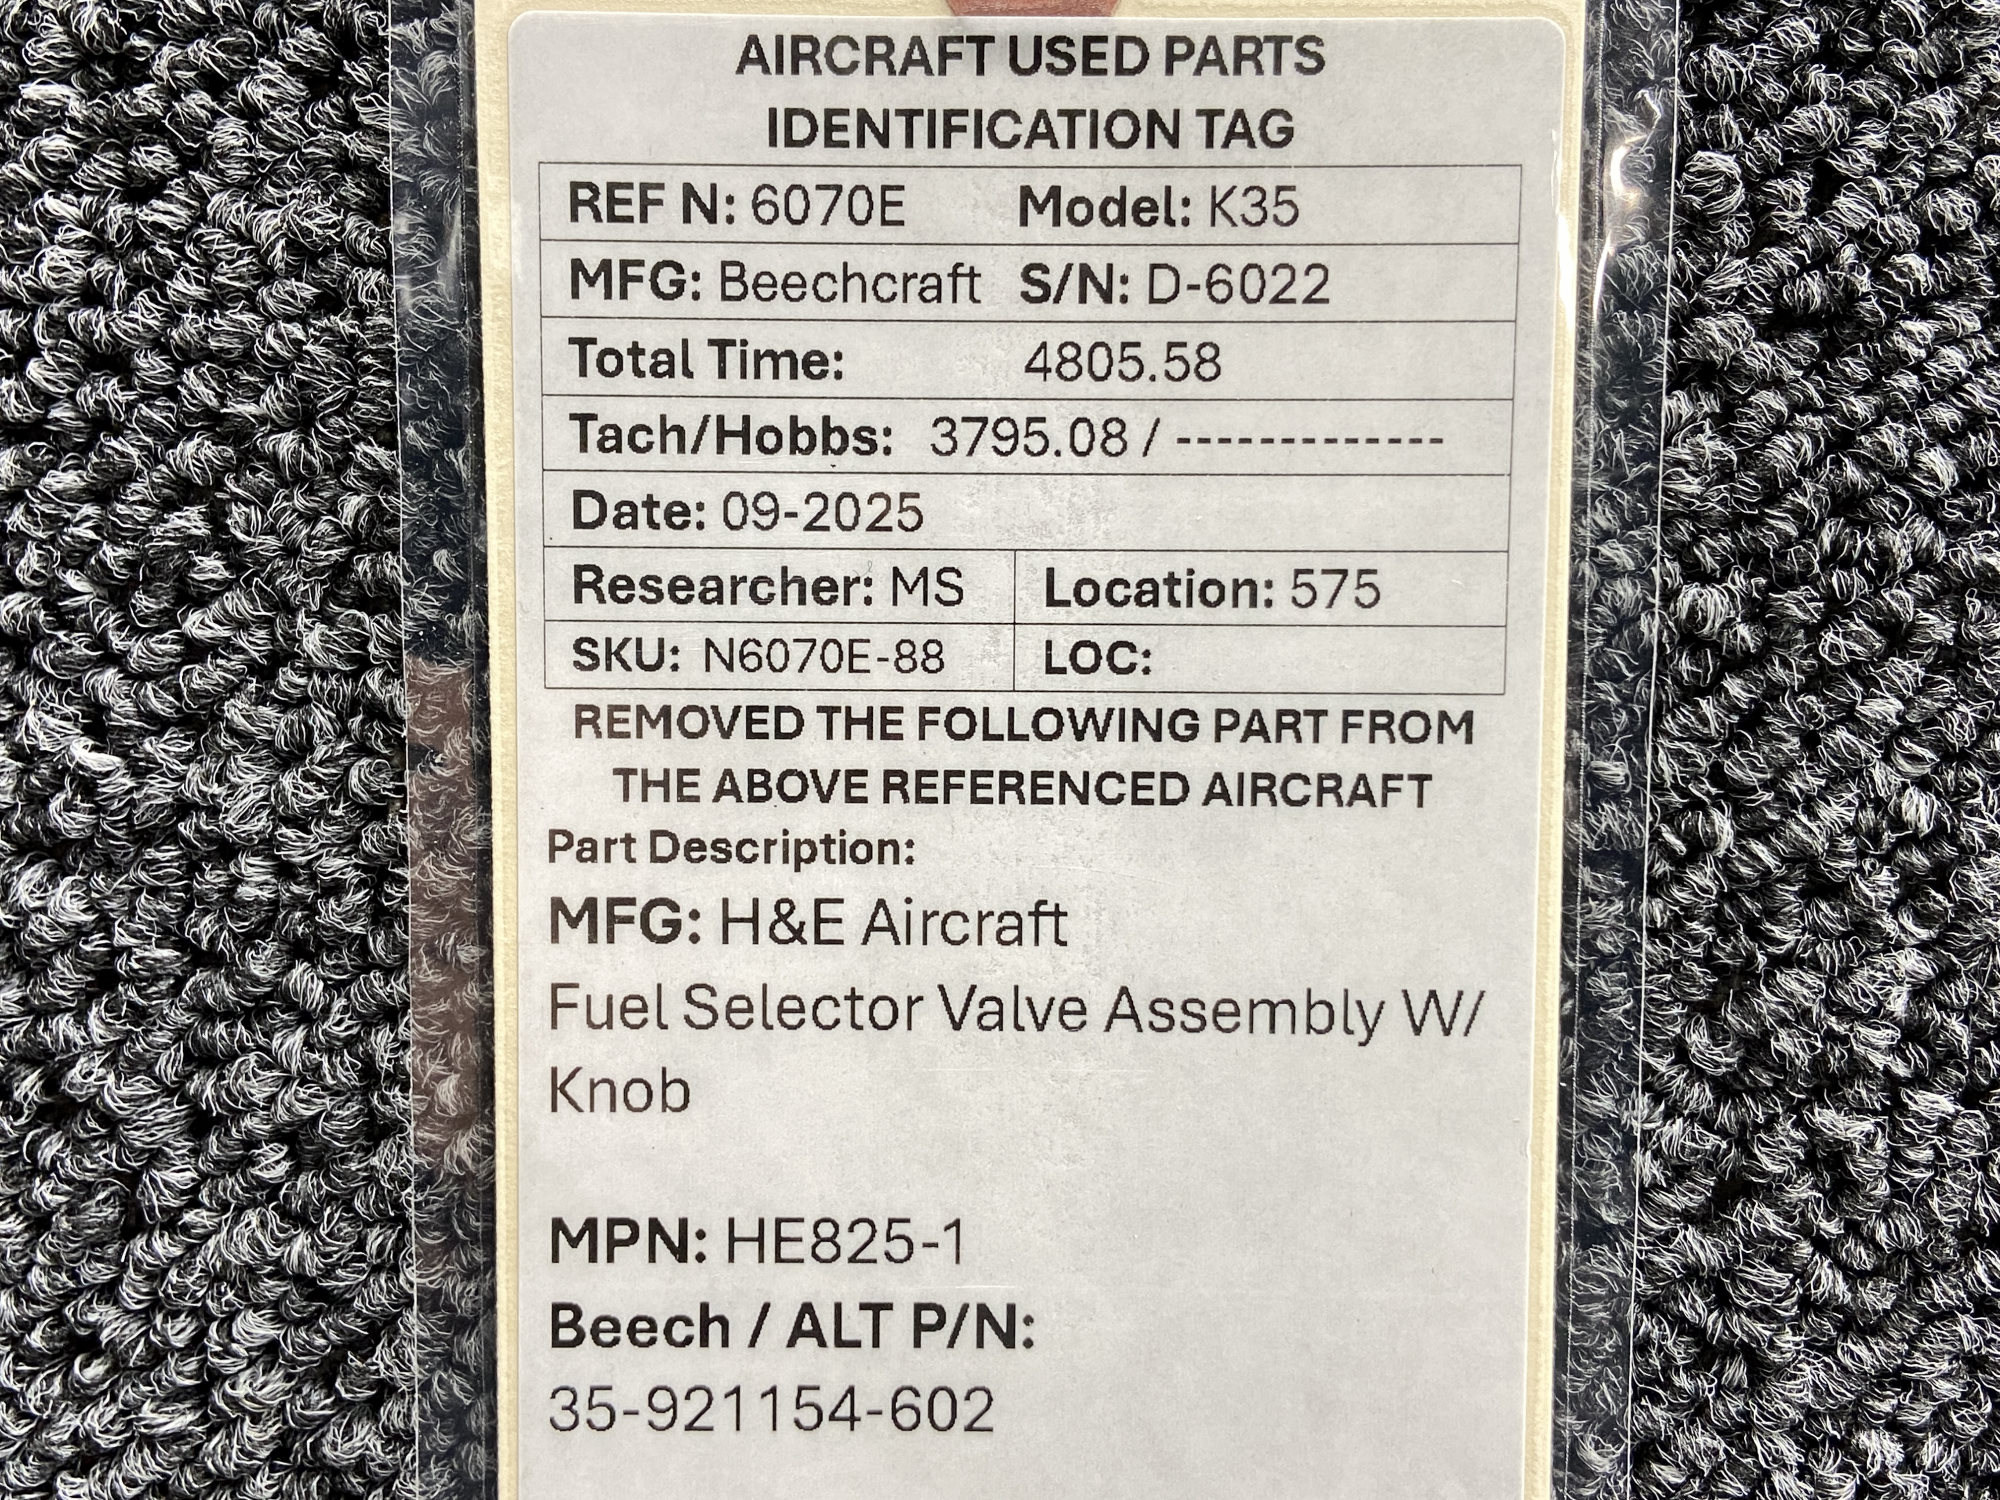 AIRCRAFT USED PARTS
IDENTIFICATION TAG
REF N: 6070E Model: K35
MFG: Beechcraft S/N: D-6022
Total Time: 4805.58
Tach/Hobbs: 3795.08 / -------------
Date: 09-2025
Researcher: MS Location: 575
SKU: N6070E-88 LOC:
REMOVED THE FOLLOWING PART FROM
THE ABOVE REFERENCED AIRCRAFT
Part Description:
MFG: H&E Aircraft
Fuel Selector Valve Assembly W/
Knob
MPN: HE825-1
Beech / ALT P/N:
35-921154-602